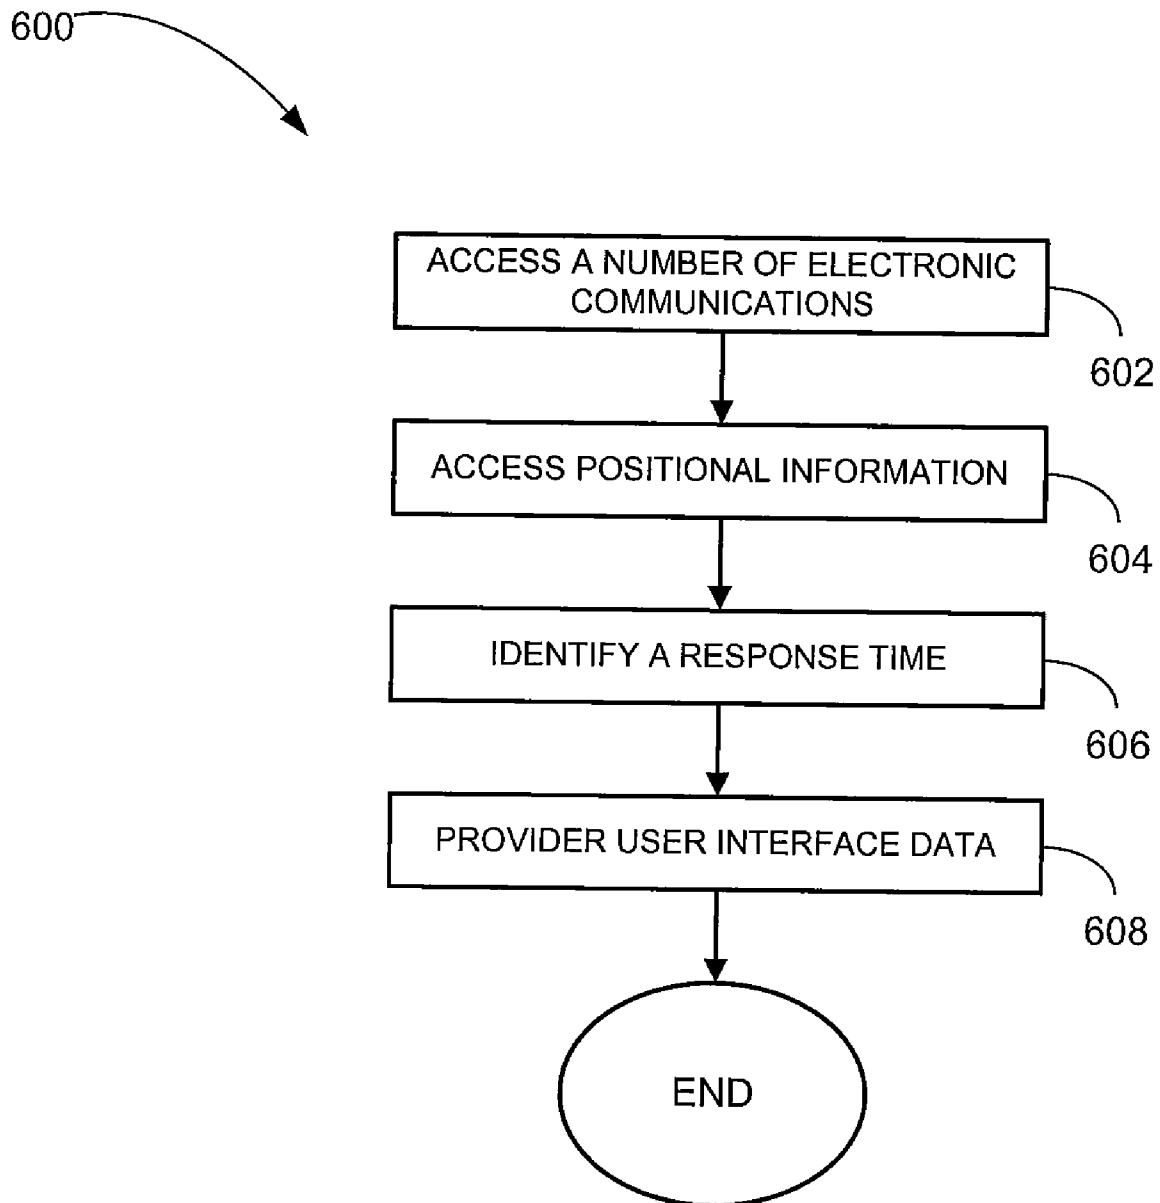 600
ACCESS A NUMBER OF ELECTRONIC
COMMUNICATIONS
602
ACCESS POSITIONAL INFORMATION
604
IDENTIFY A RESPONSE TIME
606
PROVIDER USER INTERFACE DATA
608
END